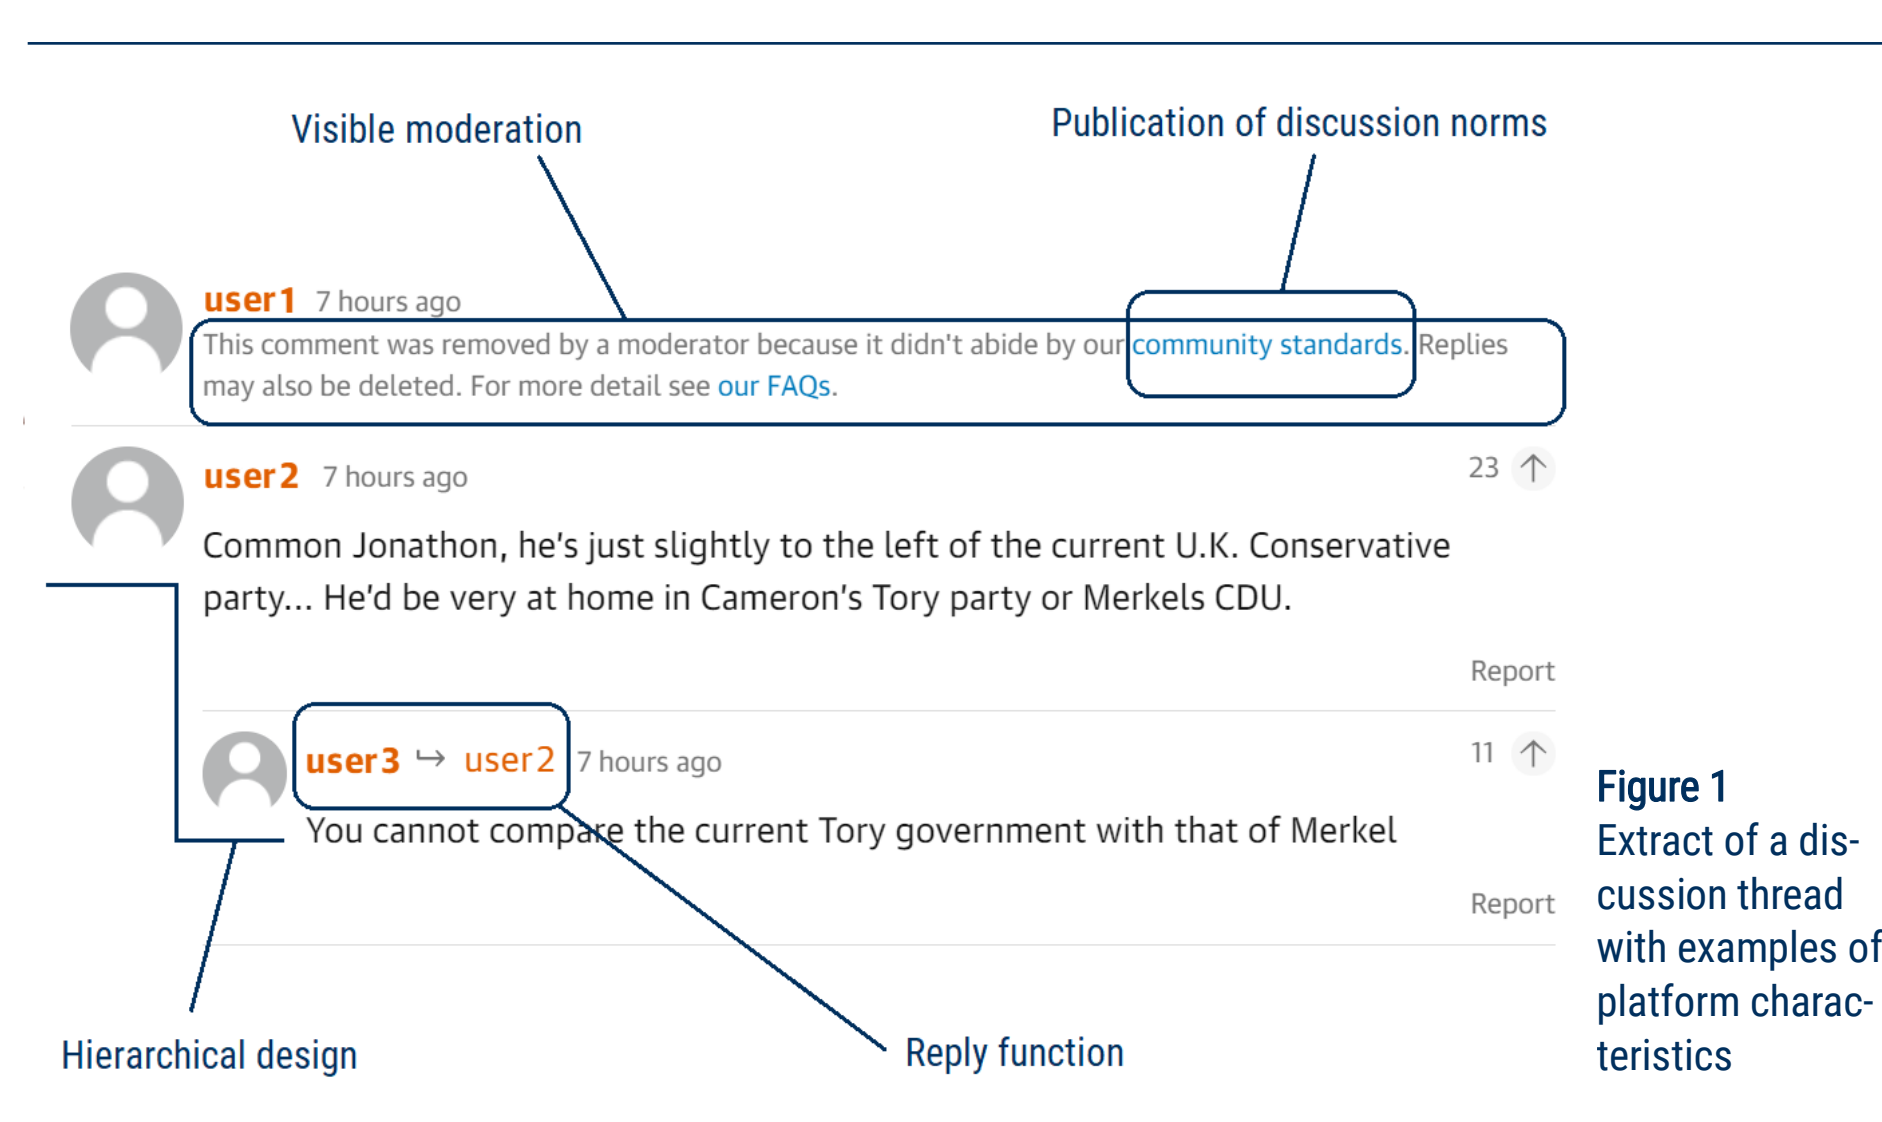 Visible moderation
Publication of discussion norms
user1 7 hours ago
This comment was removed by a moderator because it didn't abide by our community standards. Replies
may also be deleted. For more detail see our FAQs.
user2 7 hours ago
23 ↑
Common Jonathon, he's just slightly to the left of the current U.K. Conservative
party... He'd be very at home in Cameron's Tory party or Merkels CDU.
Report
user3 ↪ user2 7 hours ago
11 ↑
You cannot compare the current Tory government with that of Merkel
Report
Hierarchical design
Reply function
Figure 1
Extract of a dis-
cussion thread
with examples of
platform charac-
teristics